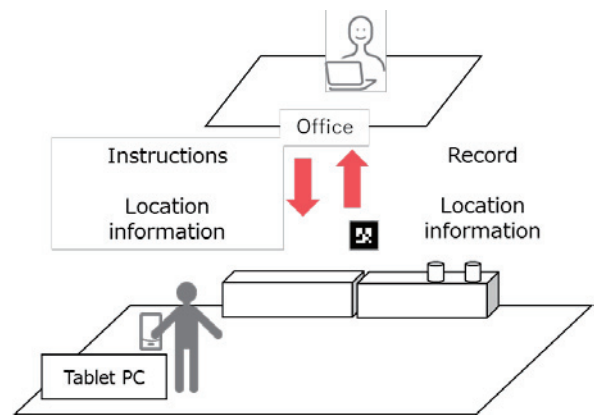 Office
Instructions
Record
Location
information
Location
information
Tablet PC